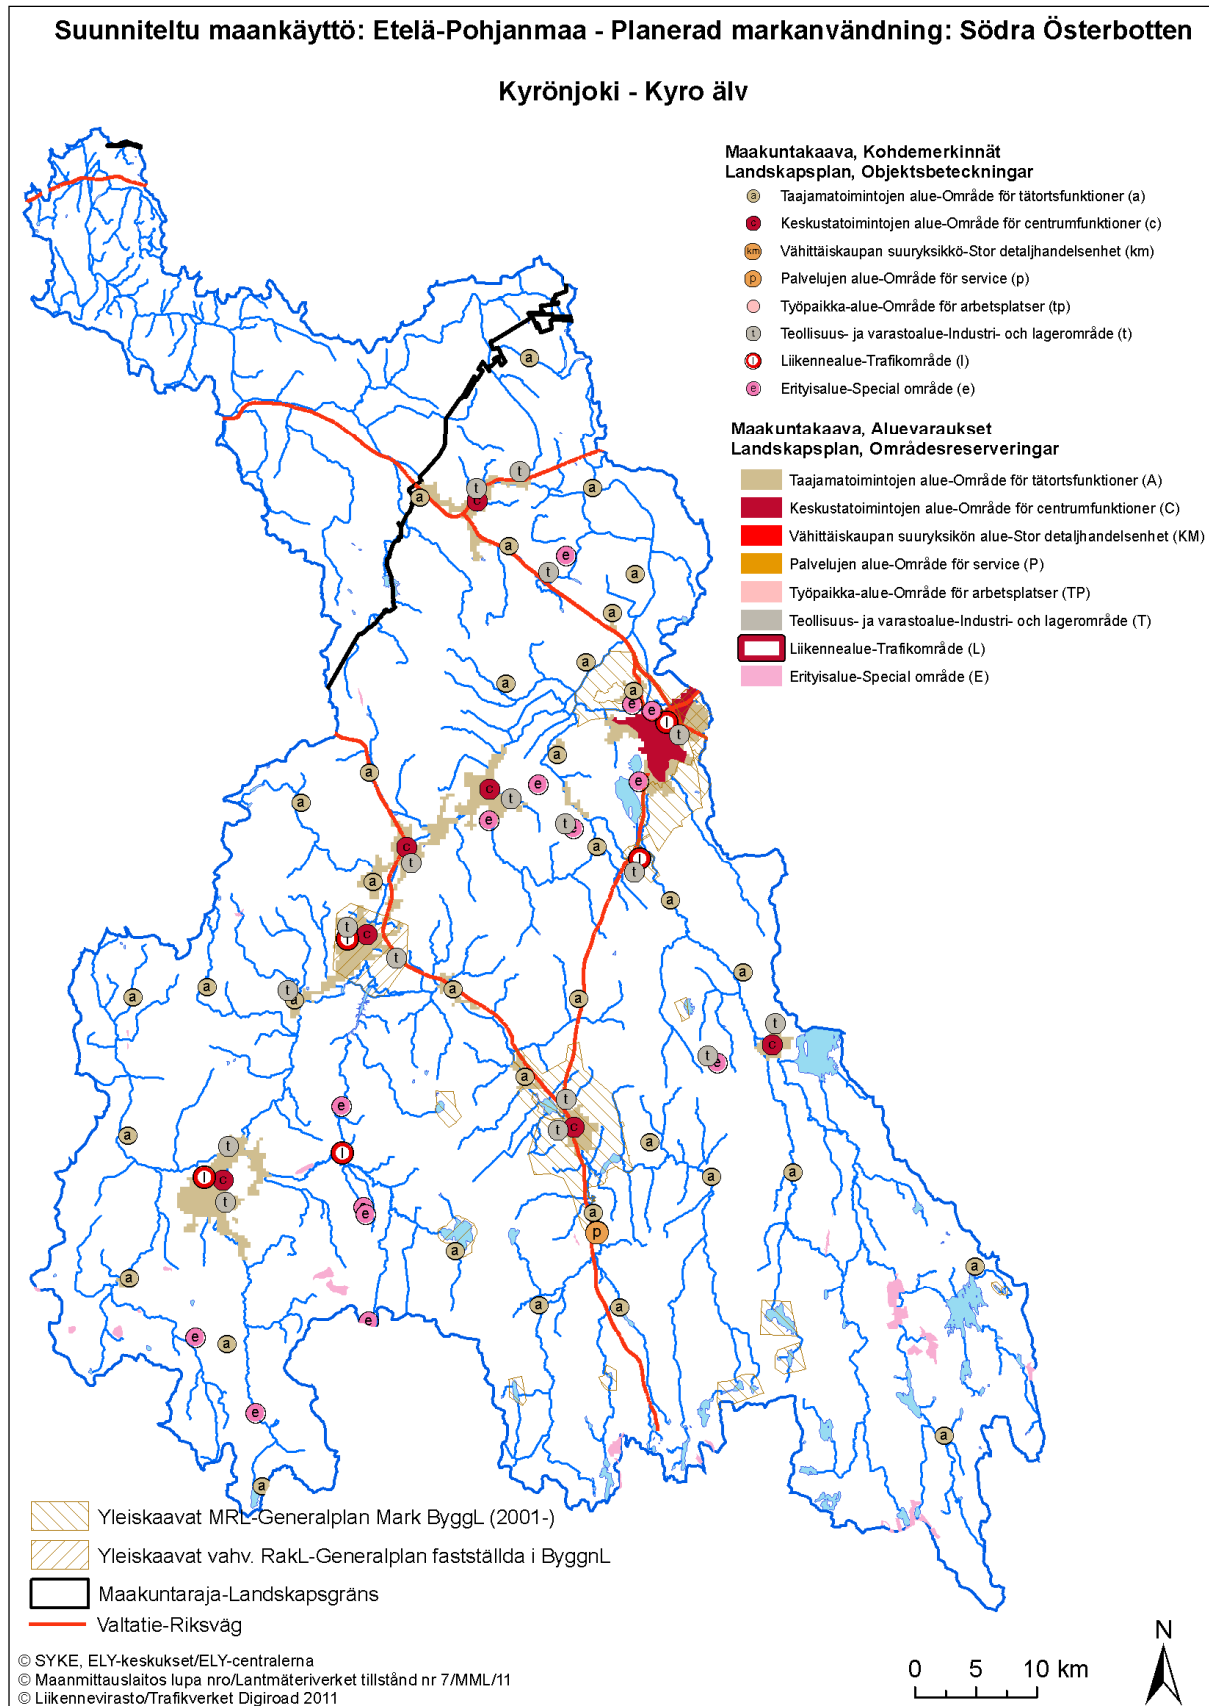 Suunniteltu maankäyttö: Etelä-Pohjanmaa - Planerad markanvändning: Södra Österbotten
Kyrönjoki - Kyro älv
Maakuntakaava, Kohdemerkinnät
Landskapsplan, Objektsbeteckningar
a Taajamatoimintojen alue-Område för tätortsfunktioner (a)
c Keskustatoimintojen alue-Område för centrumfunktioner (c)
km Vähittäiskaupan suuryksikkö-Stor detaljhandelsenhet (km)
p Palvelujen alue-Område för service (p)
Työpaikka-alue-Område för arbetsplatser (tp)
t Teollisuus- ja varastoalue-Industri- och lagerområde (t)
l Liikennealue-Trafikområde (l)
e Erityisalue-Special område (e)
Maakuntakaava, Aluevaraukset
Landskapsplan, Områdesreserveringar
Taajamatoimintojen alue-Område för tätortsfunktioner (A)
Keskustatoimintojen alue-Område för centrumfunktioner (C)
Vähittäiskaupan suuryksikön alue-Stor detaljhandelsenhet (KM)
Palvelujen alue-Område för service (P)
Työpaikka-alue-Område för arbetsplatser (TP)
Teollisuus- ja varastoalue-Industri- och lagerområde (T)
Liikennealue-Trafikområde (L)
Erityisalue-Special område (E)
Yleiskaavat MRL-Generalplan Mark ByggL (2001-)
Yleiskaavat vahv. RakL-Generalplan fastställda i ByggnL
Maakuntaraja-Landskapsgräns
Valtatie-Riksväg
© SYKE, ELY-keskukset/ELY-centralerna
© Maanmittauslaitos lupa nro/Lantmäteriverket tillstånd nr 7/MML/11
© Liikennevirasto/Trafikverket Digiroad 2011
0 5 10 km
N